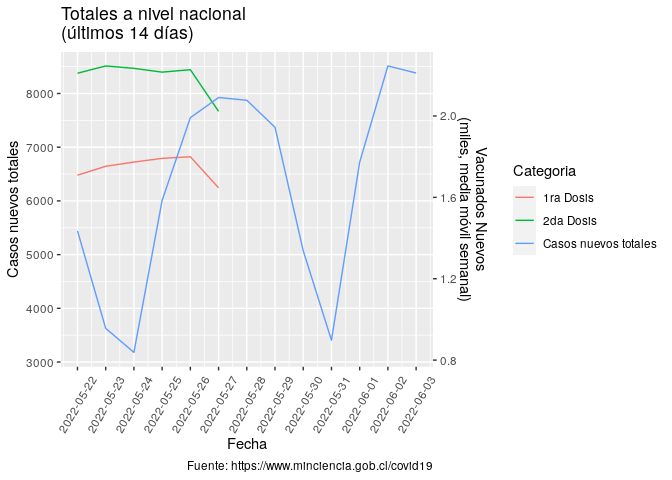 Totales a nivel nacional
(últimos 14 días)
Casos nuevos totales
8000
7000
6000
5000
4000
3000
2.0
1.6
1.2
0.8
Vacunados Nuevos
(miles, media móvil semanal)
2022-05-22
2022-05-23
2022-05-24
2022-05-25
2022-05-26
2022-05-27
2022-05-28
2022-05-29
2022-05-30
2022-05-31
2022-06-01
2022-06-02
2022-06-03
Fecha
Categoria
1ra Dosis
2da Dosis
Casos nuevos totales
Fuente: https://www.minciencia.gob.cl/covid19